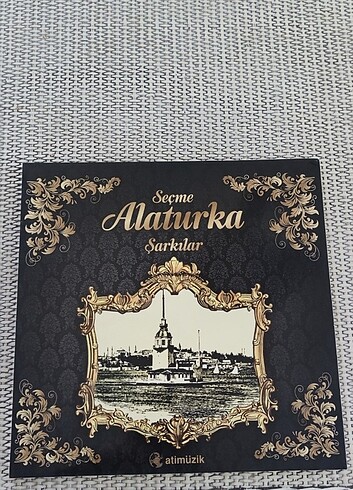 Seçme
Alaturka
Şarkılar
atimüzik